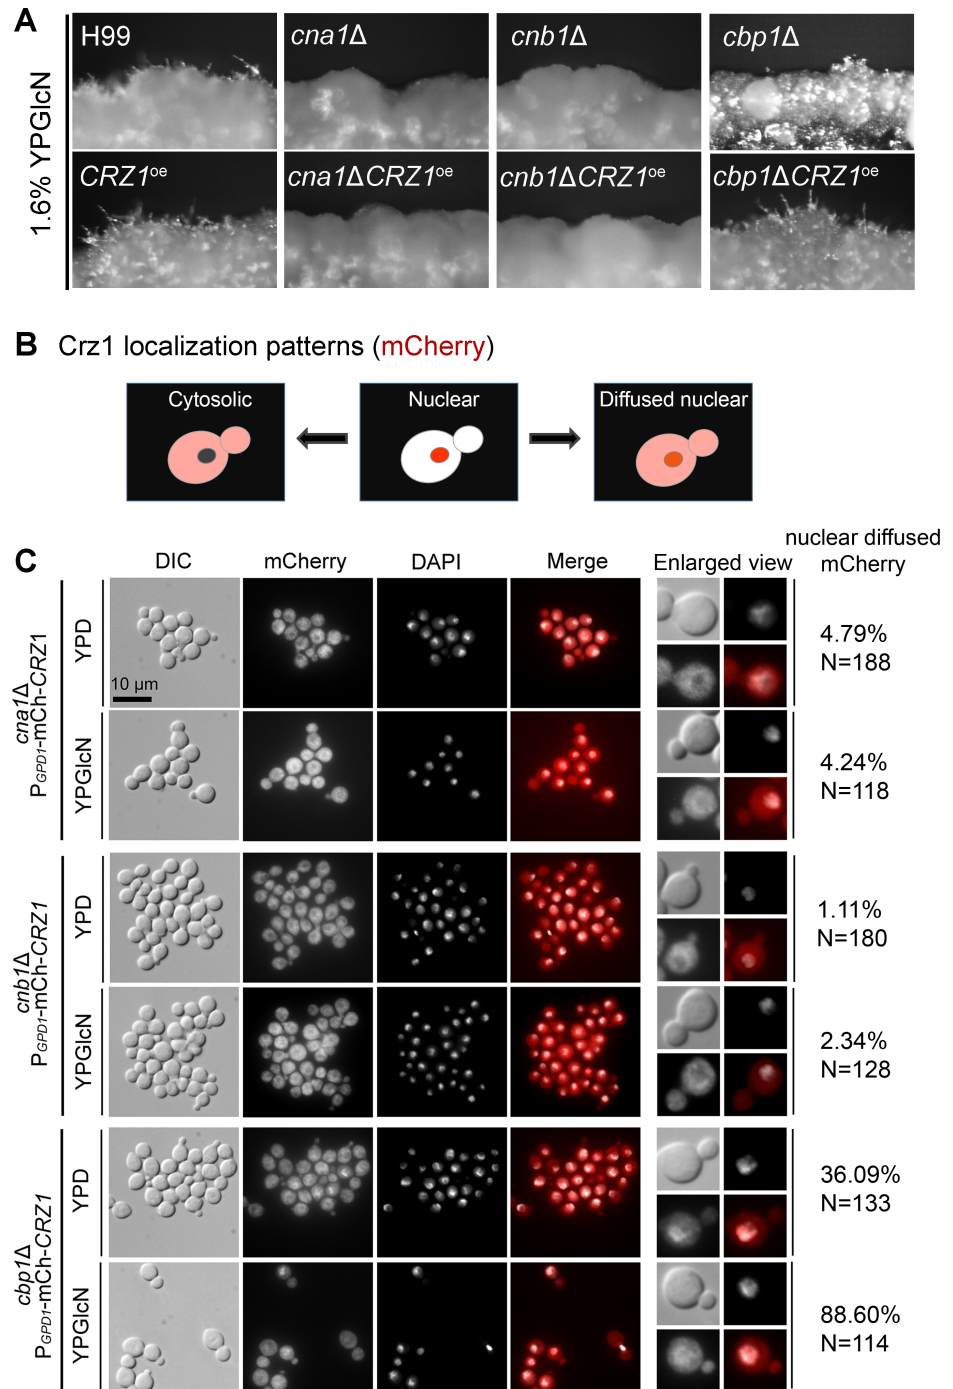 A
1.6% YPGlcN
H99
cna1Δ
cnb1Δ
cbp1Δ
CRZ1oe
cna1ΔCRZ1oe
cnb1ΔCRZ1oe
cbp1ΔCRZ1oe
B Crz1 localization patterns (mCherry)
Cytosolic
Nuclear
Diffused nuclear
C
DIC
mCherry
DAPI
Merge
Enlarged view
nuclear diffused
mCherry
cna1Δ
PGPD1-mCh-CRZ1
YPD
10 µm
4.79%
N=188
YPGlcN
4.24%
N=118
cnb1Δ
PGPD1-mCh-CRZ1
YPD
1.11%
N=180
YPGlcN
2.34%
N=128
cbp1Δ
PGPD1-mCh-CRZ1
YPD
36.09%
N=133
YPGlcN
88.60%
N=114